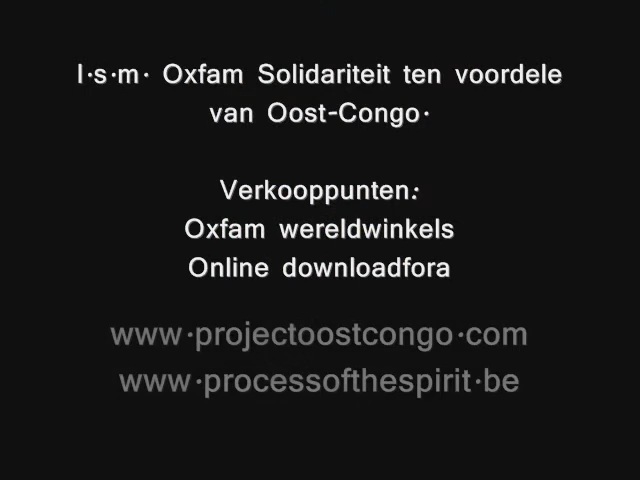 I.s.m. Oxfam Solidariteit ten voordele
van Oost-Congo.
Verkooppunten:
Oxfam wereldwinkels
Online downloadfora
www.projectoostcongo.com
www.processofthespirit.be